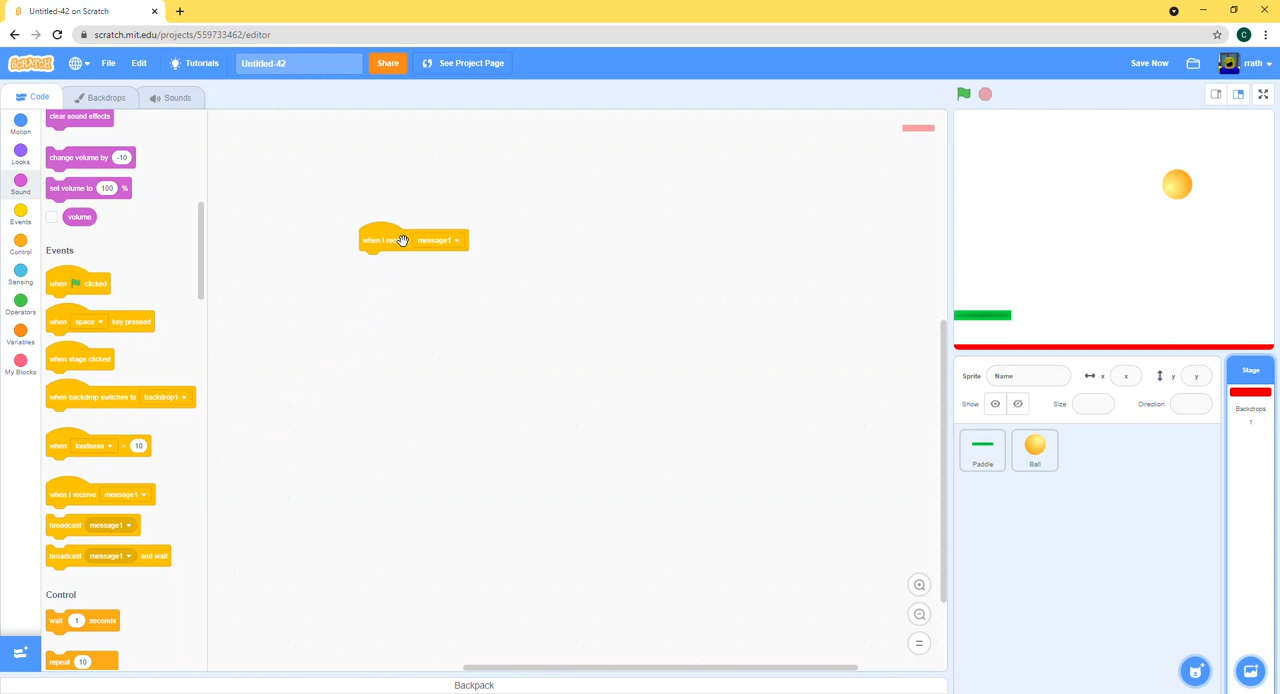 Untitled-42 on Scratch
scratch.mit.edu/projects/559733462/editor
C
SCRATCH
File
Edit
Tutorials
Untitled-42
Share
See Project Page
Save Now
rrath
Code
Backdrops
Sounds
Motion
Looks
Sound
Events
Control
Sensing
Operators
Variables
My Blocks
clear sound effects
change volume by -10
set volume to 100 %
volume
Events
when clicked
when space key pressed
when stage clicked
when backdrop switches to backdrop1
when loudness > 10
when I receive message1
broadcast message1
broadcast message1 and wait
Control
wait 1 seconds
repeat 10
when I message1
Sprite Name x x y y
Show Size Direction
Paddle
Ball
Stage
Backdrops
1
Backpack